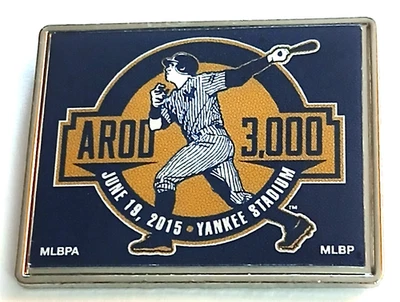 AROD 3,000
JUNE 19, 2015 • YANKEE STADIUM
TM
MLBPA MLBP